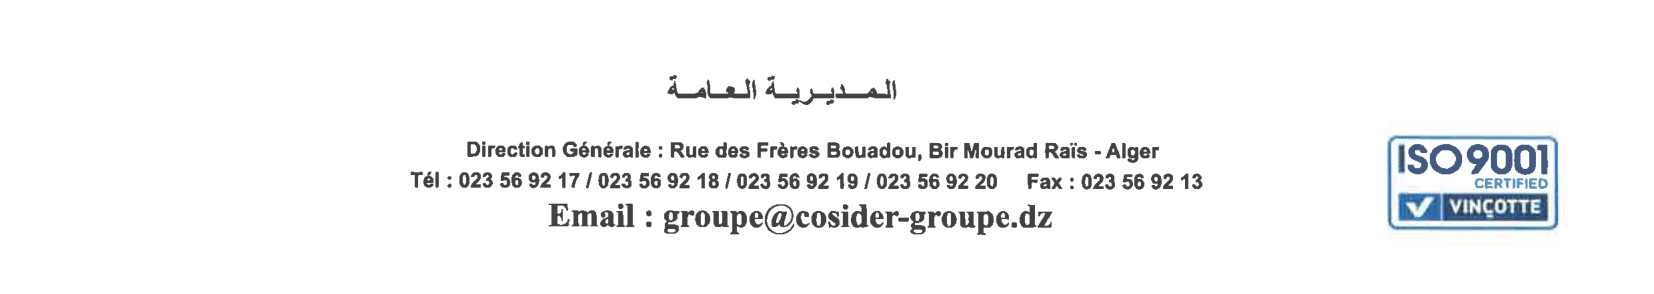 المديرية العامة
Direction Générale : Rue des Frères Bouadou, Bir Mourad Raïs - Alger
Tél : 023 56 92 17 / 023 56 92 18 / 023 56 92 19 / 023 56 92 20 Fax : 023 56 92 13
Email : groupe@cosider-groupe.dz
ISO 9001
CERTIFIED
VINÇOTTE